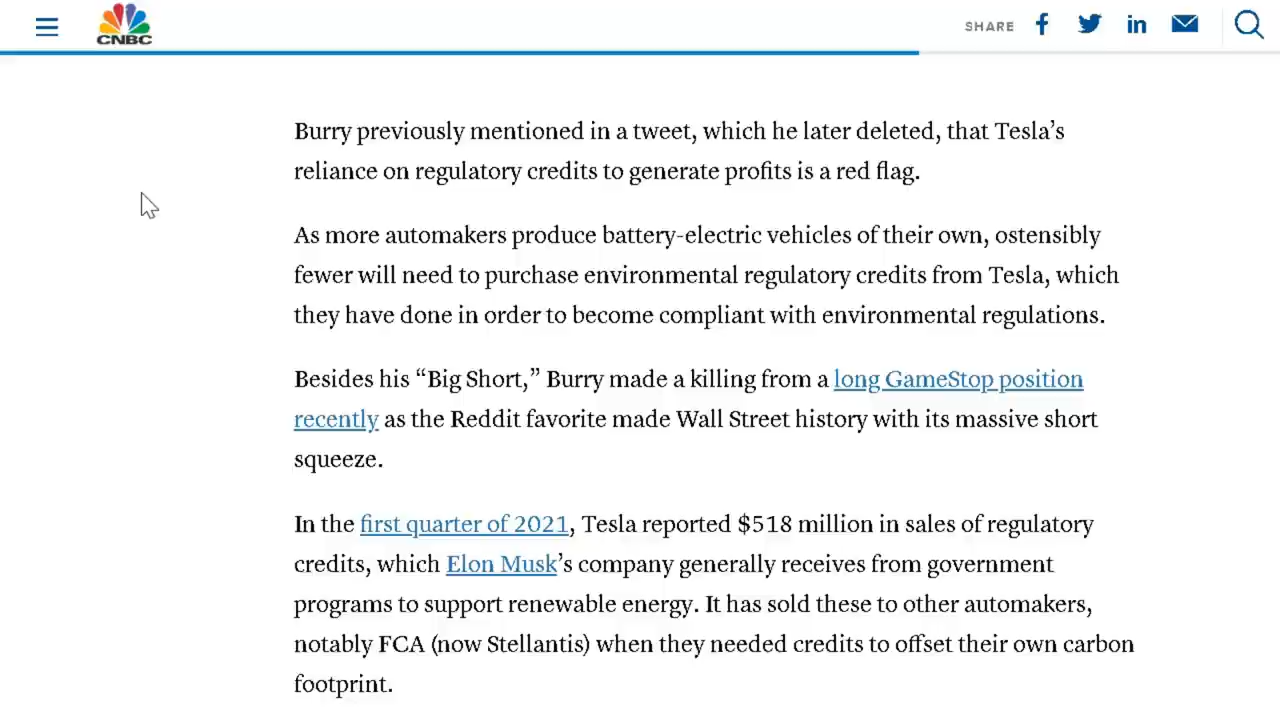 CNBC
SHARE
Burry previously mentioned in a tweet, which he later deleted, that Tesla’s
reliance on regulatory credits to generate profits is a red flag.
As more automakers produce battery-electric vehicles of their own, ostensibly
fewer will need to purchase environmental regulatory credits from Tesla, which
they have done in order to become compliant with environmental regulations.
Besides his “Big Short,” Burry made a killing from a long GameStop position
recently as the Reddit favorite made Wall Street history with its massive short
squeeze.
In the first quarter of 2021, Tesla reported $518 million in sales of regulatory
credits, which Elon Musk’s company generally receives from government
programs to support renewable energy. It has sold these to other automakers,
notably FCA (now Stellantis) when they needed credits to offset their own carbon
footprint.